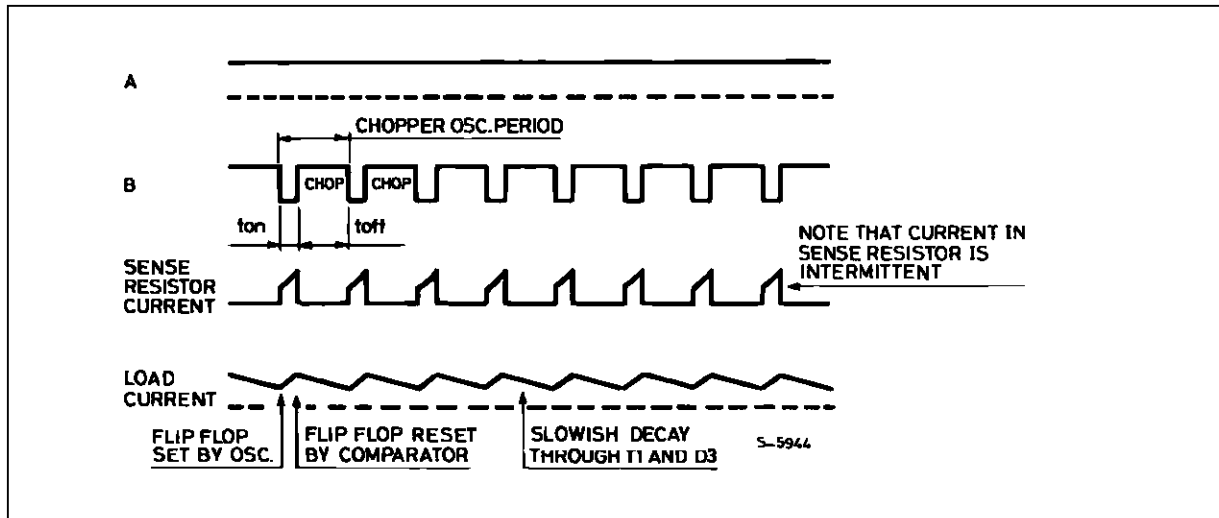 A
CHOPPER OSC. PERIOD
B
CHOP CHOP
ton toff
NOTE THAT CURRENT IN
SENSE RESISTOR IS
INTERMITTENT
SENSE
RESISTOR
CURRENT
LOAD
CURRENT
FLIP FLOP
SET BY OSC.
FLIP FLOP RESET
BY COMPARATOR
SLOWISH DECAY
THROUGH T1 AND D3
S-5944